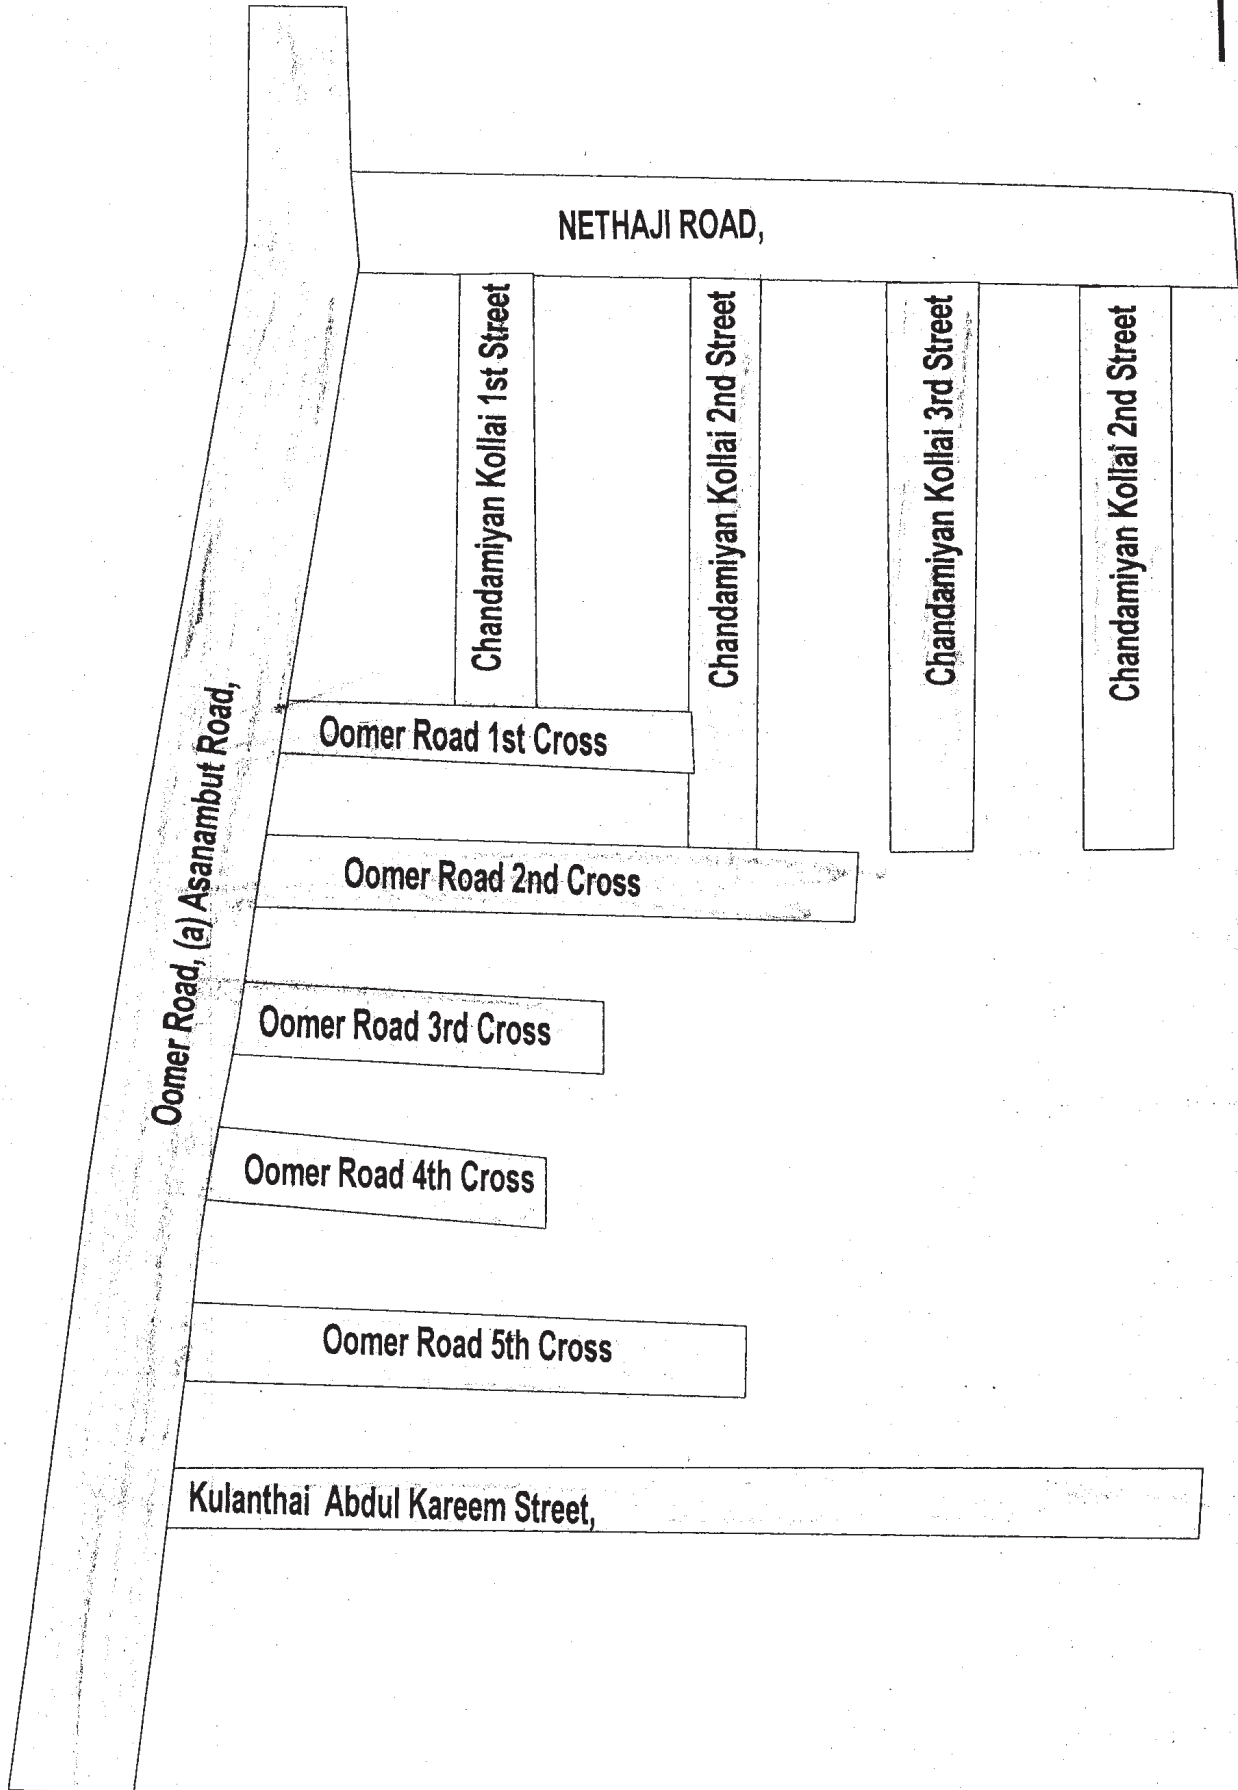 NETHAJI ROAD,
Chandamiyan Kollai 1st Street
Chandamiyan Kollai 2nd Street
Chandamiyan Kollai 3rd Street
Chandamiyan Kollai 2nd Street
Oomer Road, (a) Asanambut Road,
Oomer Road 1st Cross
Oomer Road 2nd Cross
Oomer Road 3rd Cross
Oomer Road 4th Cross
Oomer Road 5th Cross
Kulanthai Abdul Kareem Street,